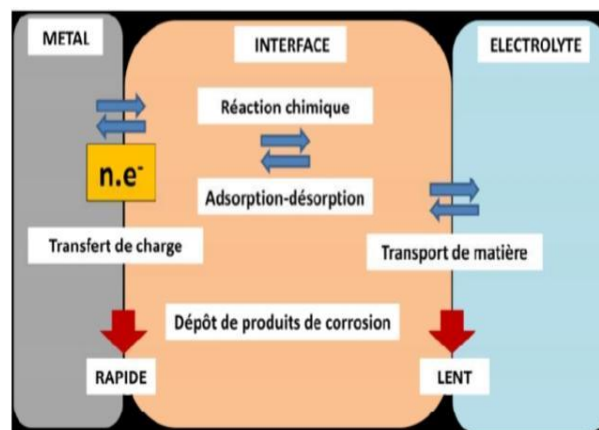 METAL
INTERFACE
ELECTROLYTE
Réaction chimique
n.e-
Adsorption-désorption
Transfert de charge
Transport de matière
Dépôt de produits de corrosion
RAPIDE
LENT